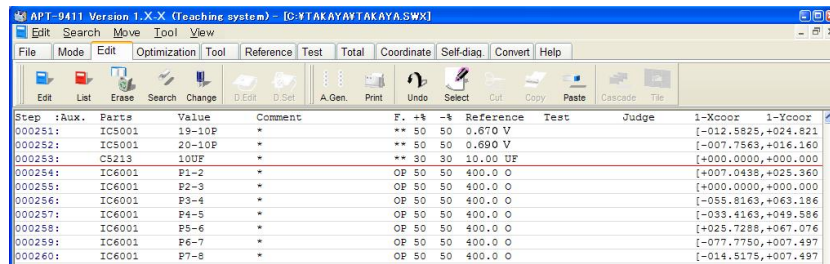 APT-9411 Version 1.X-X (Teaching system) - [C:¥TAKAYA¥TAKAYA.SWX]
Edit Search Move Tool View
File Mode Edit Optimization Tool Reference Test Total Coordinate Self-diag. Convert Help
Edit List Erase Search Change D.Edit D.Set A.Gen. Print Undo Select Cut Copy Paste Cascade Tile
Step :Aux. Parts Value Comment F. +% -% Reference Test Judge 1-Xcoor 1-Ycoor
000251: IC5001 19-10P * ** 50 50 0.670 V [-012.5825,+024.821
000252: IC5001 20-10P * ** 50 50 0.690 V [-007.7563,+016.160
000253: C5213 10UF * ** 30 30 10.00 UF [+000.0000,+000.000
000254: IC6001 P1-2 * OP 50 50 400.0 O [+007.0438,+025.360
000255: IC6001 P2-3 * OP 50 50 400.0 O [+000.0000,+000.000
000256: IC6001 P3-4 * OP 50 50 400.0 O [-055.8163,+063.186
000257: IC6001 P4-5 * OP 50 50 400.0 O [-033.4163,+049.586
000258: IC6001 P5-6 * OP 50 50 400.0 O [+025.7288,+067.076
000259: IC6001 P6-7 * OP 50 50 400.0 O [-077.7750,+007.497
000260: IC6001 P7-8 * OP 50 50 400.0 O [-014.5175,+007.497